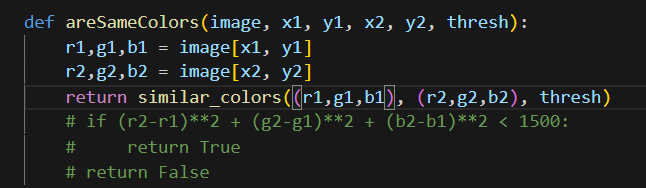 def areSameColors(image, x1, y1, x2, y2, thresh):
    r1,g1,b1 = image[x1, y1]
    r2,g2,b2 = image[x2, y2]
    return similar_colors((r1,g1,b1), (r2,g2,b2), thresh)
    # if (r2-r1)**2 + (g2-g1)**2 + (b2-b1)**2 < 1500:
    #     return True
    # return False